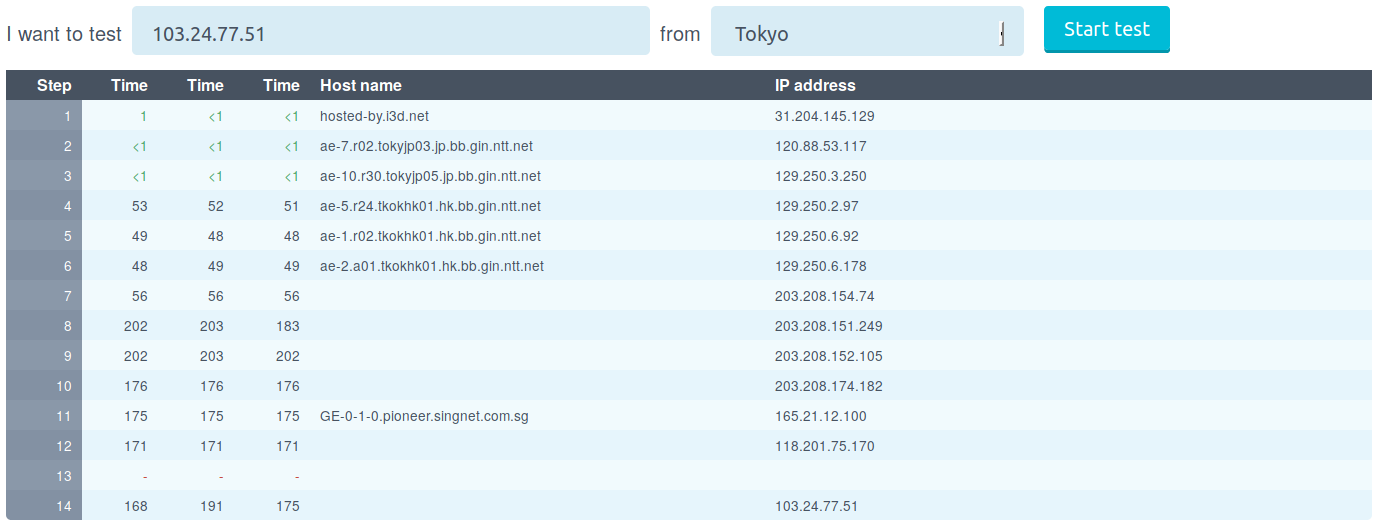 I want to test 103.24.77.51 from Tokyo Start test
Step Time Time Time Host name IP address
1 1 <1 <1 hosted-by.i3d.net 31.204.145.129
2 <1 <1 <1 ae-7.r02.tokyjp03.jp.bb.gin.ntt.net 120.88.53.117
3 <1 <1 <1 ae-10.r30.tokyjp05.jp.bb.gin.ntt.net 129.250.3.250
4 53 52 51 ae-5.r24.tkokhk01.hk.bb.gin.ntt.net 129.250.2.97
5 49 48 48 ae-1.r02.tkokhk01.hk.bb.gin.ntt.net 129.250.6.92
6 48 49 49 ae-2.a01.tkokhk01.hk.bb.gin.ntt.net 129.250.6.178
7 56 56 56 203.208.154.74
8 202 203 183 203.208.151.249
9 202 203 202 203.208.152.105
10 176 176 176 203.208.174.182
11 175 175 175 GE-0-1-0.pioneer.singnet.com.sg 165.21.12.100
12 171 171 171 118.201.75.170
13 - - -
14 168 191 175 103.24.77.51